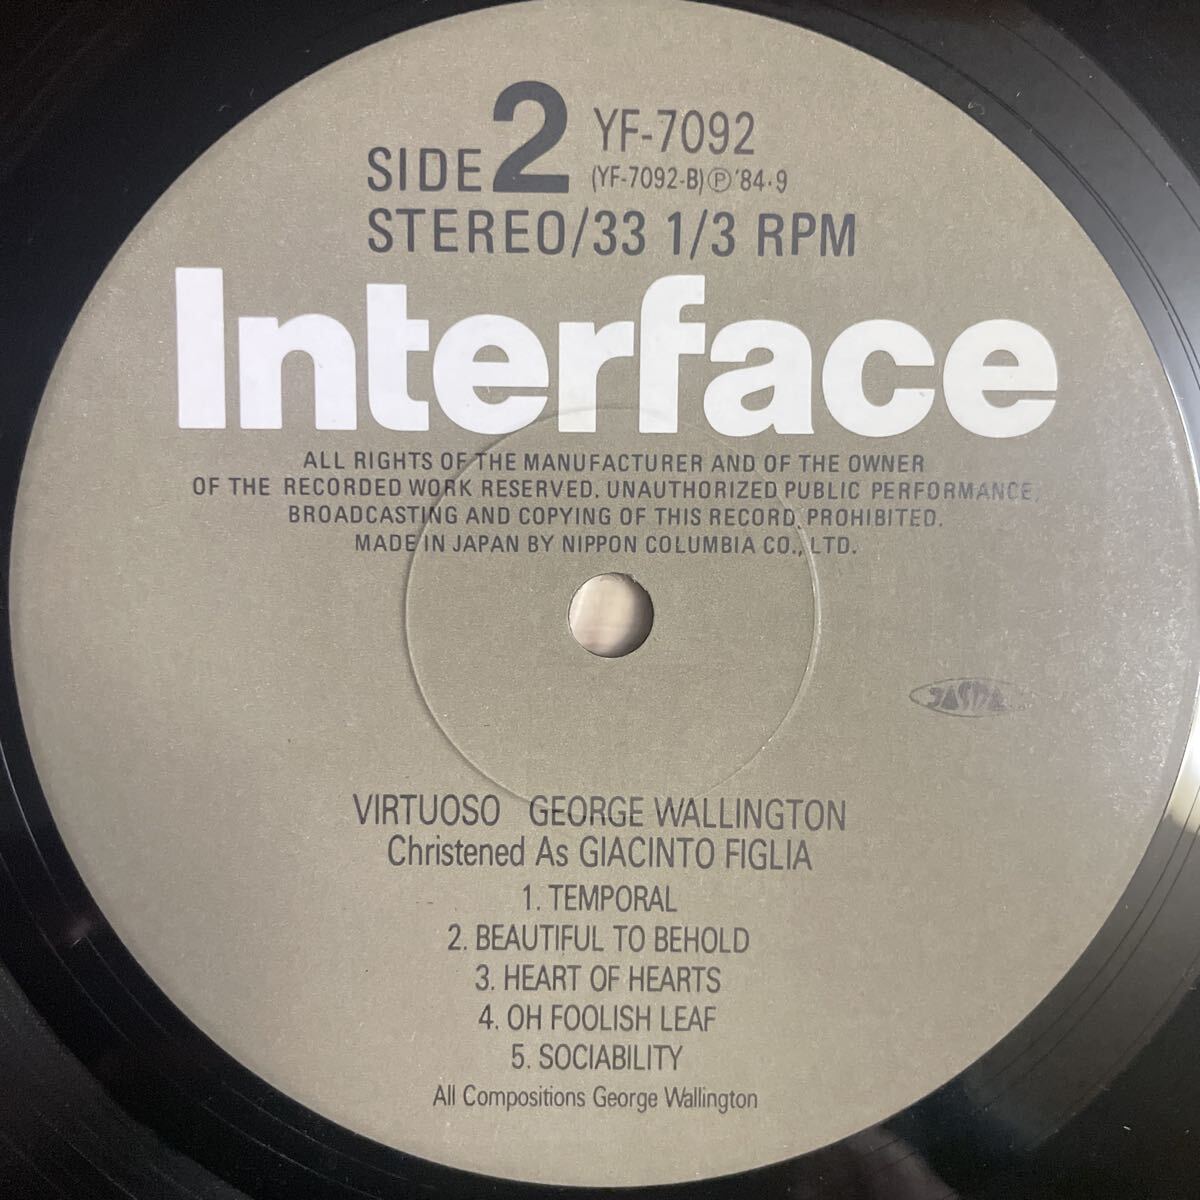 SIDE 2 YF-7092
(YF-7092-B) Ⓟ'84·9
STEREO/33 1/3 RPM
Interface
ALL RIGHTS OF THE MANUFACTURER AND OF THE OWNER
OF THE RECORDED WORK RESERVED. UNAUTHORIZED PUBLIC PERFORMANCE,
BROADCASTING AND COPYING OF THIS RECORD PROHIBITED.
MADE IN JAPAN BY NIPPON COLUMBIA CO., LTD.
VIRTUOSO GEORGE WALLINGTON
Christened As GIACINTO FIGLIA
1. TEMPORAL
2. BEAUTIFUL TO BEHOLD
3. HEART OF HEARTS
4. OH FOOLISH LEAF
5. SOCIABILITY
All Compositions George Wallington